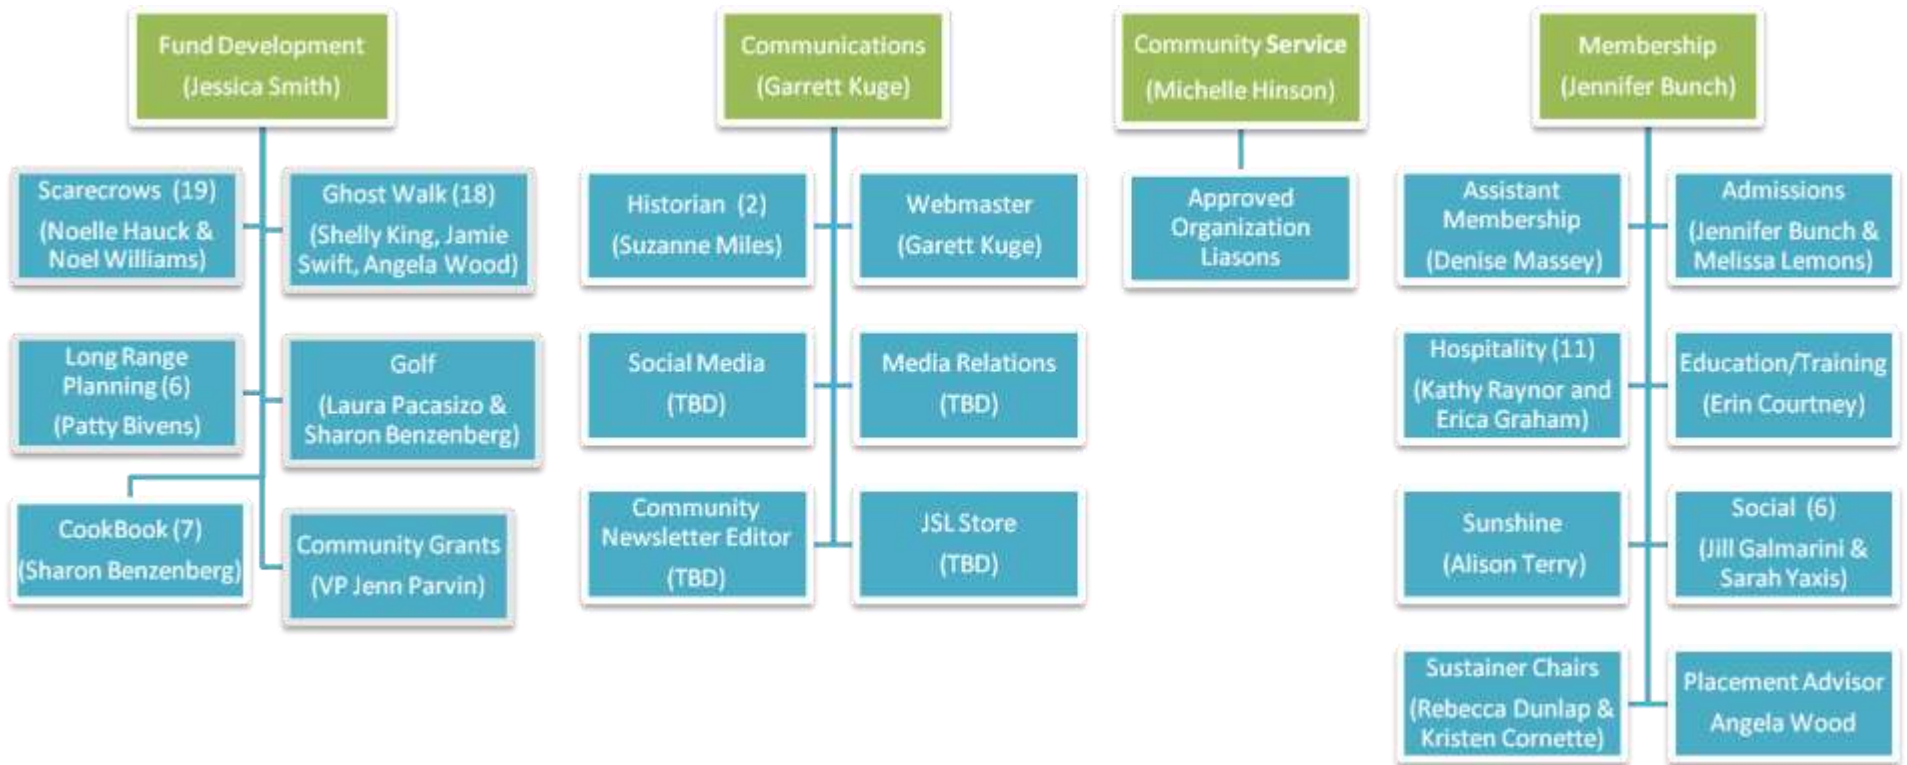 Fund Development
(Jessica Smith)
Scarecrows (19)
(Noelle Hauck &
Noel Williams)
Ghost Walk (18)
(Shelly King, Jamie
Swift, Angela Wood)
Long Range
Planning (6)
(Patty Bivens)
Golf
(Laura Pacasizo &
Sharon Benzenberg)
CookBook (7)
(Sharon Benzenberg)
Community Grants
(VP Jenn Parvin)
Communications
(Garrett Kuge)
Historian (2)
(Suzanne Miles)
Webmaster
(Garett Kuge)
Social Media
(TBD)
Media Relations
(TBD)
Community
Newsletter Editor
(TBD)
JSL Store
(TBD)
Community Service
(Michelle Hinson)
Approved
Organization
Liasons
Membership
(Jennifer Bunch)
Assistant
Membership
(Denise Massey)
Admissions
(Jennifer Bunch &
Melissa Lemons)
Hospitality (11)
(Kathy Raynor and
Erica Graham)
Education/Training
(Erin Courtney)
Sunshine
(Alison Terry)
Social (6)
(Jill Galmarini &
Sarah Yaxis)
Sustainer Chairs
(Rebecca Dunlap &
Kristen Cornette)
Placement Advisor
Angela Wood